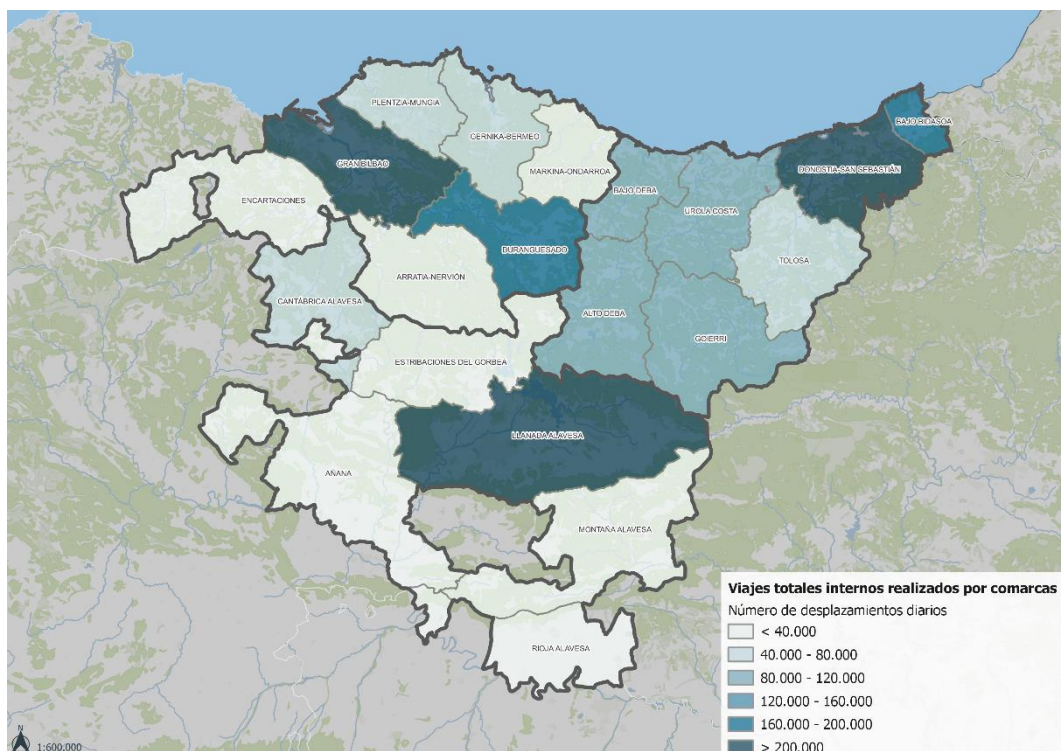 PLENTZIA-MUNGIA
BAJO BIDASOA
GERNIKA-BERMEO
GRAN BILBAO
DONOSTIA-SAN SEBASTIÁN
MARKINA-ONDARROA
BAJO DEBA
ENCARTACIONES
UROLA COSTA
DURANGUESADO
TOLOSA
ARRATIA-NERVIÓN
CANTÁBRICA ALAVESA
ALTO DEBA
GOIERRI
ESTRIBACIONES DEL GORBEA
LLANADA ALAVESA
AÑANA
MONTAÑA ALAVESA
RIOJA ALAVESA
Viajes totales internos realizados por comarcas
Número de desplazamientos diarios
< 40.000
40.000 - 80.000
80.000 - 120.000
120.000 - 160.000
160.000 - 200.000
> 200.000
N
1:600.000